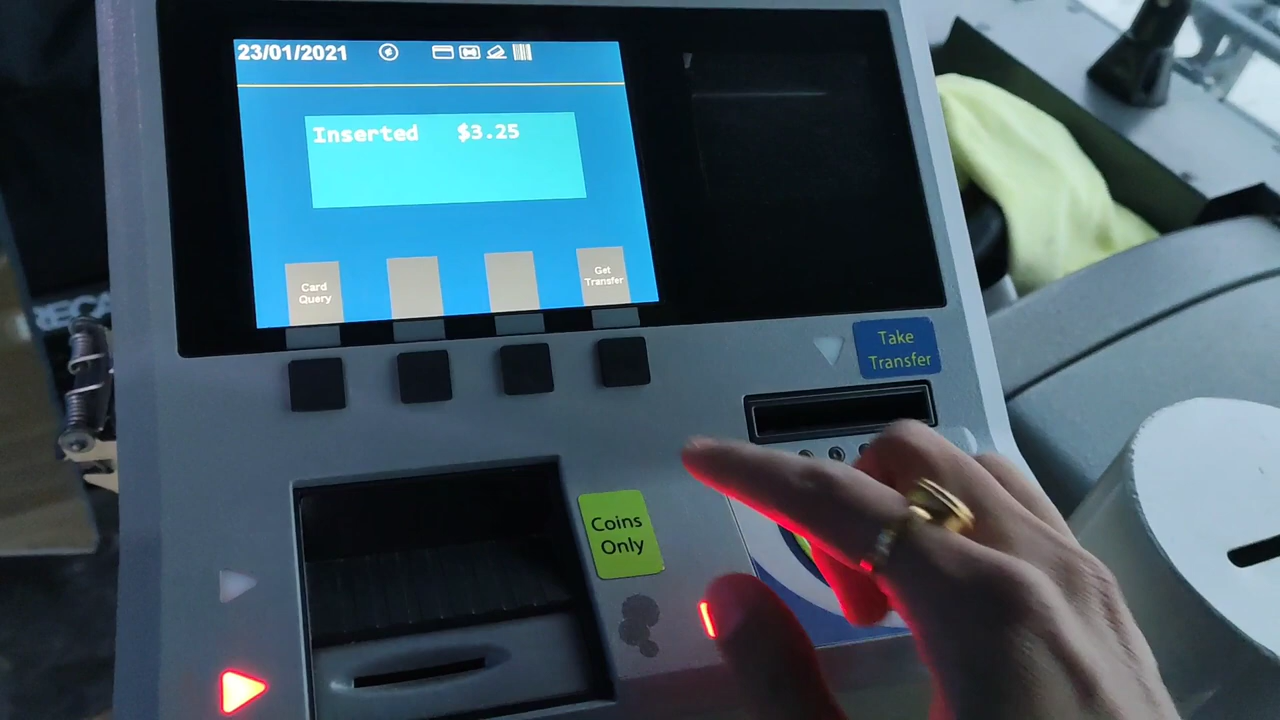 23/01/2021
Inserted $3.25
Card
Query
Get
Transfer
Take
Transfer
Coins
Only